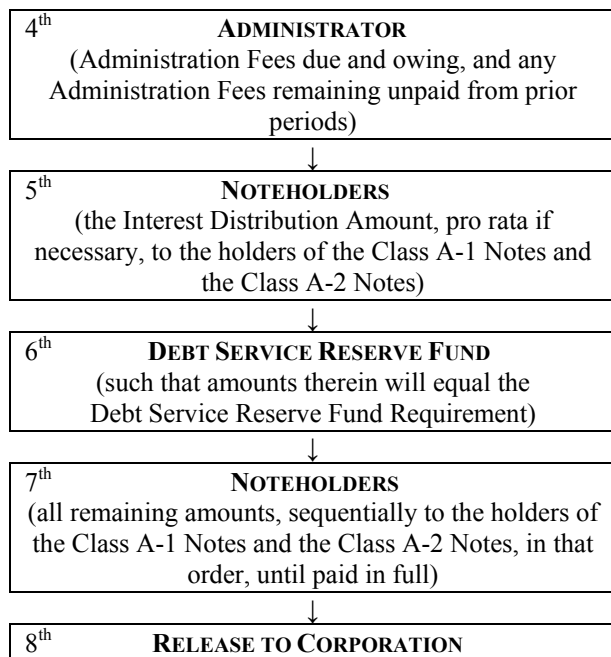 4th ADMINISTRATOR
(Administration Fees due and owing, and any
Administration Fees remaining unpaid from prior
periods)
↓
5th NOTEHOLDERS
(the Interest Distribution Amount, pro rata if
necessary, to the holders of the Class A-1 Notes and
the Class A-2 Notes)
↓
6th DEBT SERVICE RESERVE FUND
(such that amounts therein will equal the
Debt Service Reserve Fund Requirement)
↓
7th NOTEHOLDERS
(all remaining amounts, sequentially to the holders of
the Class A-1 Notes and the Class A-2 Notes, in that
order, until paid in full)
↓
8th RELEASE TO CORPORATION